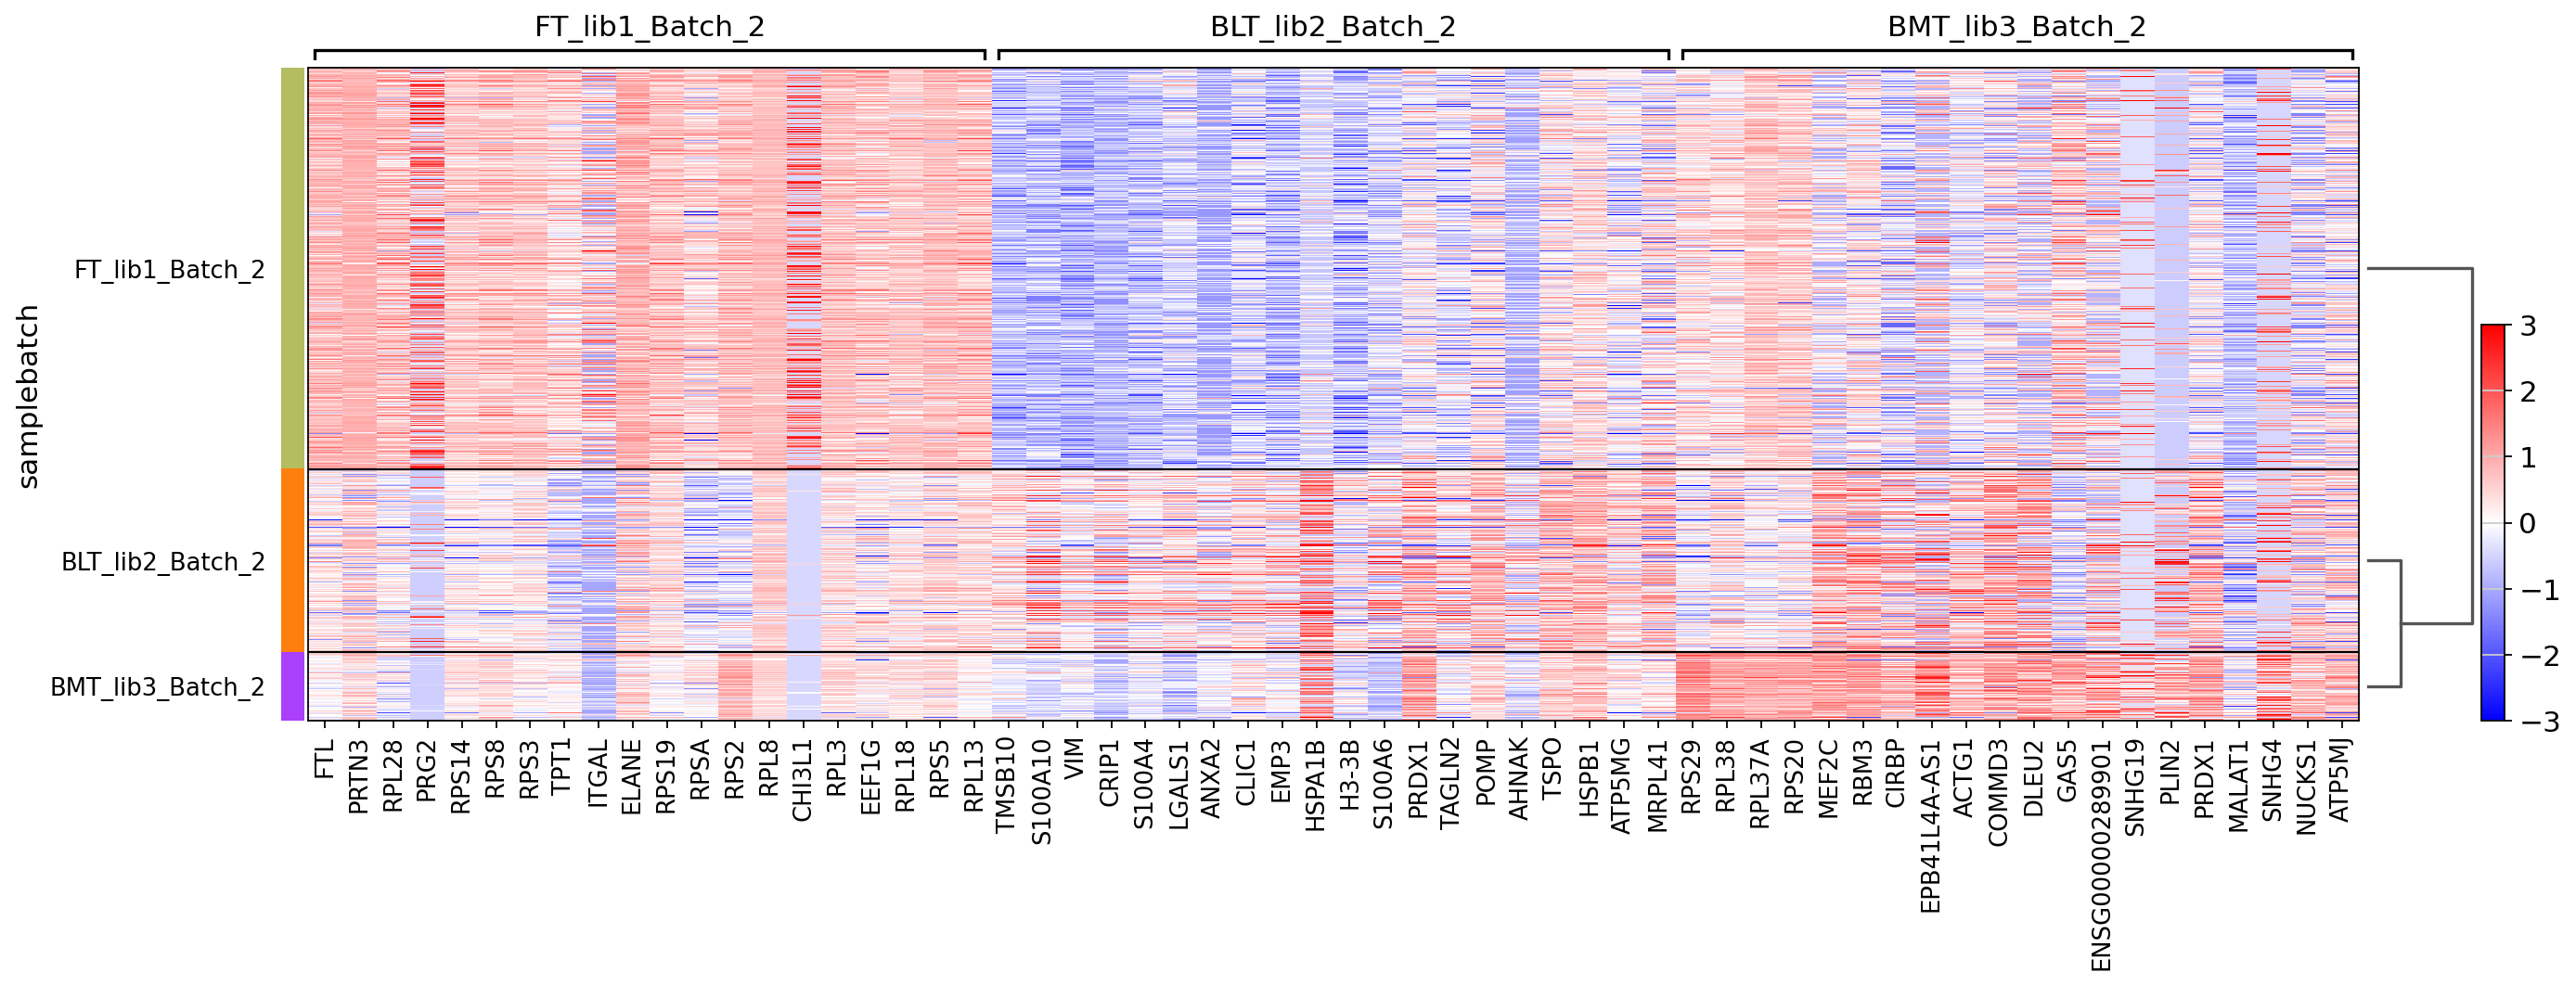 FT_lib1_Batch_2
BLT_lib2_Batch_2
BMT_lib3_Batch_2
samplebatch
FT_lib1_Batch_2
BLT_lib2_Batch_2
BMT_lib3_Batch_2
3
2
1
0
−1
−2
−3
FTL
PRTN3
RPL28
PRG2
RPS14
RPS8
RPS3
TPT1
ITGAL
ELANE
RPS19
RPSA
RPS2
RPL8
CHI3L1
RPL3
EEF1G
RPL18
RPS5
RPL13
TMSB10
S100A10
VIM
CRIP1
S100A4
LGALS1
ANXA2
CLIC1
EMP3
HSPA1B
H3-3B
S100A6
PRDX1
TAGLN2
POMP
AHNAK
TSPO
HSPB1
ATP5MG
MRPL41
RPS29
RPL38
RPL37A
RPS20
MEF2C
RBM3
CIRBP
EPB41L4A-AS1
ACTG1
COMMD3
DLEU2
GAS5
ENSG00000289901
SNHG19
PLIN2
PRDX1
MALAT1
SNHG4
NUCKS1
ATP5MJ